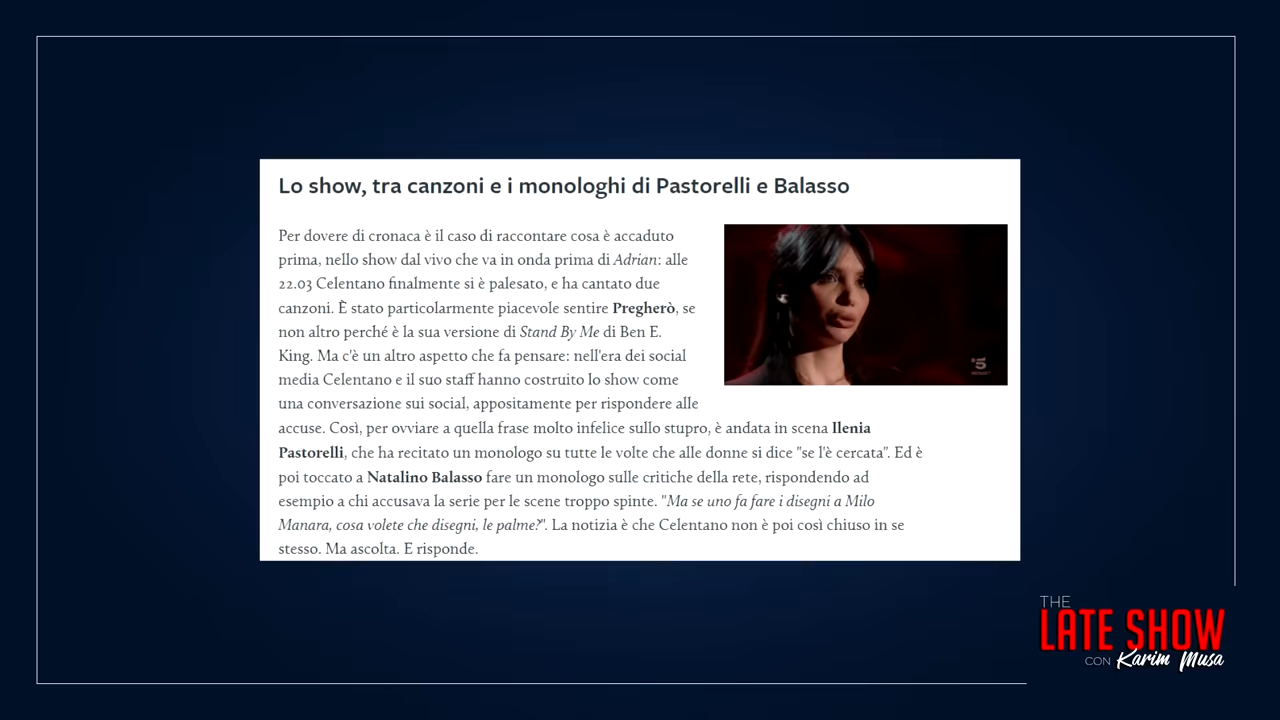 Lo show, tra canzoni e i monologhi di Pastorelli e Balasso
Per dovere di cronaca è il caso di raccontare cosa è accaduto
prima, nello show dal vivo che va in onda prima di Adrian: alle
22.03 Celentano finalmente si è palesato, e ha cantato due
canzoni. È stato particolarmente piacevole sentire Pregherò, se
non altro perché è la sua versione di Stand By Me di Ben E.
King. Ma c'è un altro aspetto che fa pensare: nell'era dei social
media Celentano e il suo staff hanno costruito lo show come
una conversazione sui social, appositamente per rispondere alle
accuse. Così, per ovviare a quella frase molto infelice sullo stupro, è andata in scena Ilenia
Pastorelli, che ha recitato un monologo su tutte le volte che alle donne si dice "se l'è cercata". Ed è
poi toccato a Natalino Balasso fare un monologo sulle critiche della rete, rispondendo ad
esempio a chi accusava la serie per le scene troppo spinte. "Ma se uno fa fare i disegni a Milo
Manara, cosa volete che disegni, le palme?". La notizia è che Celentano non è poi così chiuso in se
stesso. Ma ascolta. E risponde.
5
THE
LATE SHOW
CON Karim Musa